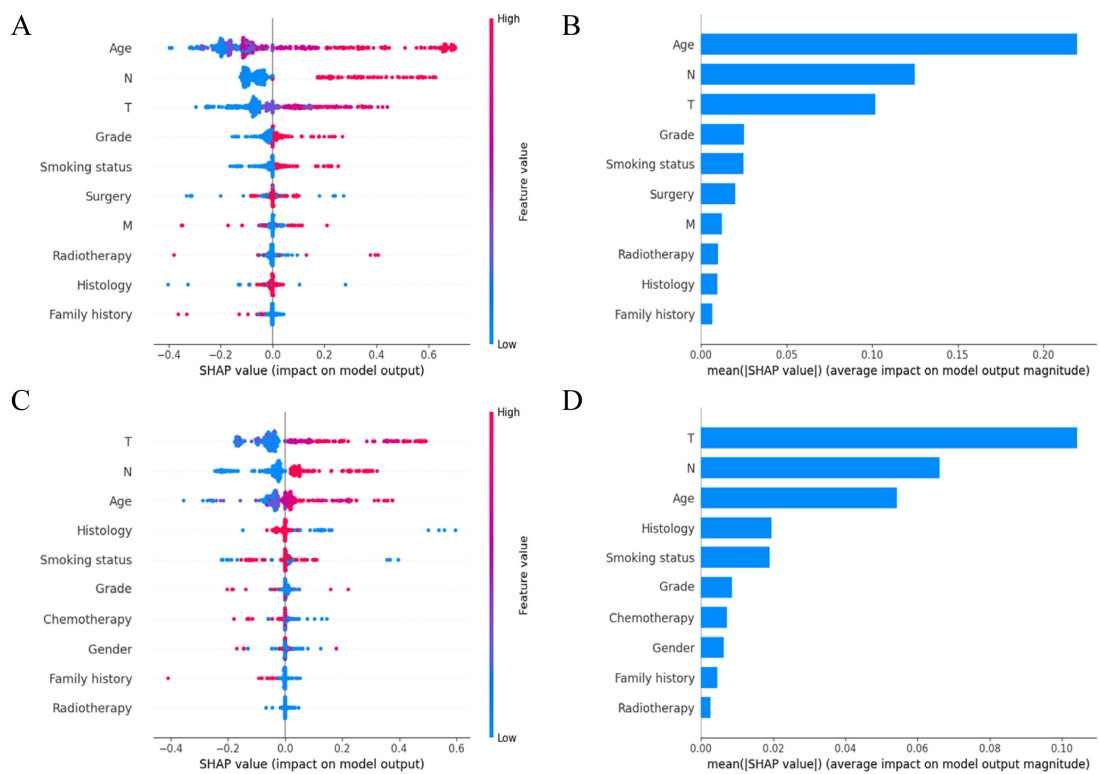 A
High
Age
N
T
Grade
Smoking status
Surgery
M
Radiotherapy
Histology
Family history
Feature value
Low
−0.4 −0.2 0.0 0.2 0.4 0.6
SHAP value (impact on model output)
B
Age
N
T
Grade
Smoking status
Surgery
M
Radiotherapy
Histology
Family history
0.00 0.05 0.10 0.15 0.20
mean(|SHAP value|) (average impact on model output magnitude)
C
High
T
N
Age
Histology
Smoking status
Grade
Chemotherapy
Gender
Family history
Radiotherapy
Feature value
Low
−0.4 −0.2 0.0 0.2 0.4 0.6
SHAP value (impact on model output)
D
T
N
Age
Histology
Smoking status
Grade
Chemotherapy
Gender
Family history
Radiotherapy
0.00 0.02 0.04 0.06 0.08 0.10
mean(|SHAP value|) (average impact on model output magnitude)